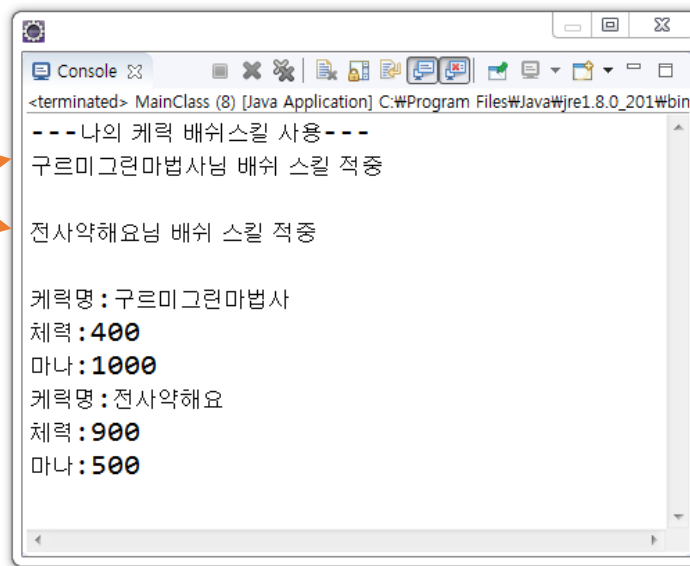 Console
<terminated> MainClass (8) [Java Application] C:₩Program Files₩Java₩jre1.8.0_201₩bin
---나의 케릭 배쉬스킬 사용---
구르미그린마법사님 배쉬 스킬 적중
전사약해요님 배쉬 스킬 적중
케릭명:구르미그린마법사
체력:400
마나:1000
케릭명:전사약해요
체력:900
마나:500